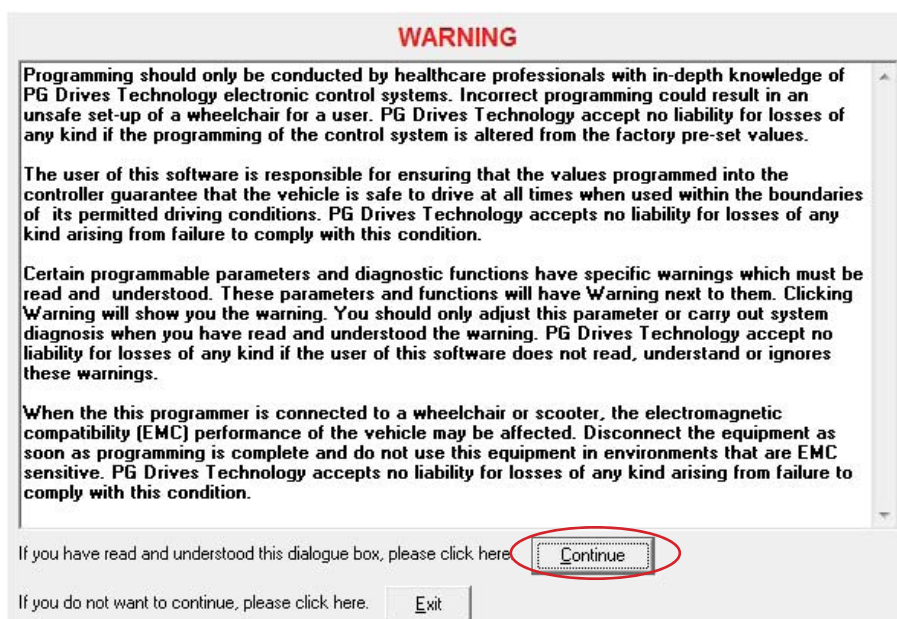 WARNING
Programming should only be conducted by healthcare professionals with in-depth knowledge of
PG Drives Technology electronic control systems. Incorrect programming could result in an
unsafe set-up of a wheelchair for a user. PG Drives Technology accept no liability for losses of
any kind if the programming of the control system is altered from the factory pre-set values.
The user of this software is responsible for ensuring that the values programmed into the
controller guarantee that the vehicle is safe to drive at all times when used within the boundaries
of its permitted driving conditions. PG Drives Technology accepts no liability for losses of any
kind arising from failure to comply with this condition.
Certain programmable parameters and diagnostic functions have specific warnings which must be
read and understood. These parameters and functions will have Warning next to them. Clicking
Warning will show you the warning. You should only adjust this parameter or carry out system
diagnosis when you have read and understood the warning. PG Drives Technology accept no
liability for losses of any kind if the user of this software does not read, understand or ignores
these warnings.
When the this programmer is connected to a wheelchair or scooter, the electromagnetic
compatibility (EMC) performance of the vehicle may be affected. Disconnect the equipment as
soon as programming is complete and do not use this equipment in environments that are EMC
sensitive. PG Drives Technology accepts no liability for losses of any kind arising from failure to
comply with this condition.
If you have read and understood this dialogue box, please click here Continue
If you do not want to continue, please click here. Exit